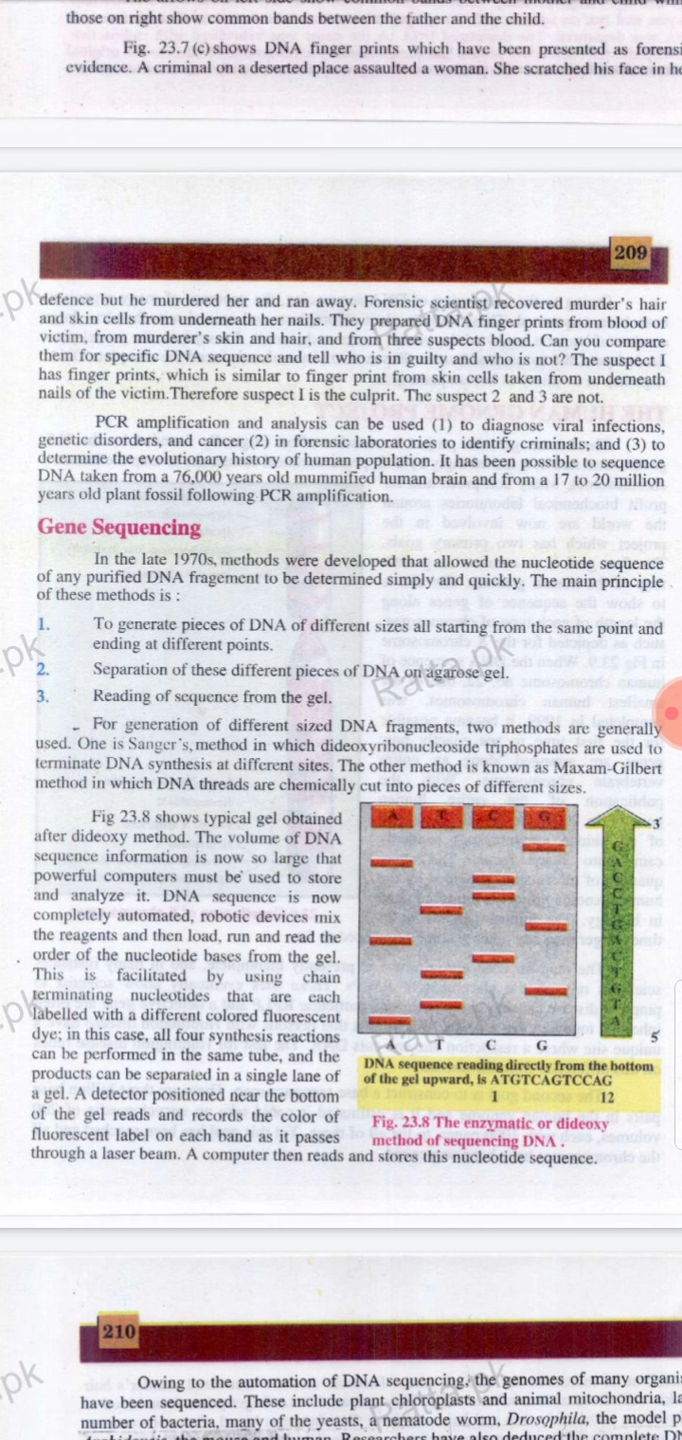 those on right show common bands between the father and the child.
Fig. 23.7 (c) shows DNA finger prints which have been presented as forensi
evidence. A criminal on a deserted place assaulted a woman. She scratched his face in he
209
defence but he murdered her and ran away. Forensic scientist recovered murder's hair
and skin cells from underneath her nails. They prepared DNA finger prints from blood of
victim, from murderer's skin and hair, and from three suspects blood. Can you compare
them for specific DNA sequence and tell who is in guilty and who is not? The suspect I
has finger prints, which is similar to finger print from skin cells taken from underneath
nails of the victim.Therefore suspect I is the culprit. The suspect 2 and 3 are not.
PCR amplification and analysis can be used (1) to diagnose viral infections,
genetic disorders, and cancer (2) in forensic laboratories to identify criminals; and (3) to
determine the evolutionary history of human population. It has been possible to sequence
DNA taken from a 76,000 years old mummified human brain and from a 17 to 20 million
years old plant fossil following PCR amplification.
Gene Sequencing
In the late 1970s, methods were developed that allowed the nucleotide sequence
of any purified DNA fragement to be determined simply and quickly. The main principle
of these methods is :
1. To generate pieces of DNA of different sizes all starting from the same point and
ending at different points.
2. Separation of these different pieces of DNA on agarose gel.
3. Reading of sequence from the gel.
For generation of different sized DNA fragments, two methods are generally
used. One is Sanger's, method in which dideoxyribonucleoside triphosphates are used to
terminate DNA synthesis at different sites. The other method is known as Maxam-Gilbert
method in which DNA threads are chemically cut into pieces of different sizes.
Fig 23.8 shows typical gel obtained
after dideoxy method. The volume of DNA
sequence information is now so large that
powerful computers must be used to store
and analyze it. DNA sequence is now
completely automated, robotic devices mix
the reagents and then load, run and read the
order of the nucleotide bases from the gel.
This is facilitated by using chain
terminating nucleotides that are each
labelled with a different colored fluorescent
dye; in this case, all four synthesis reactions
can be performed in the same tube, and the
products can be separated in a single lane of
a gel. A detector positioned near the bottom
of the gel reads and records the color of
fluorescent label on each band as it passes
through a laser beam. A computer then reads and stores this nucleotide sequence.
A T C G
3'
G
A
C
C
T
G
A
C
T
G
T
A
5'
A T C G
DNA sequence reading directly from the bottom
of the gel upward, is ATGTCAGTCCAG
1 12
Fig. 23.8 The enzymatic or dideoxy
method of sequencing DNA .
210
Owing to the automation of DNA sequencing, the genomes of many organi
have been sequenced. These include plant chloroplasts and animal mitochondria, la
number of bacteria, many of the yeasts, a nematode worm, Drosophila, the model p
the mouse and human. Researchers have also deduced the complete DN
Ratta.pk